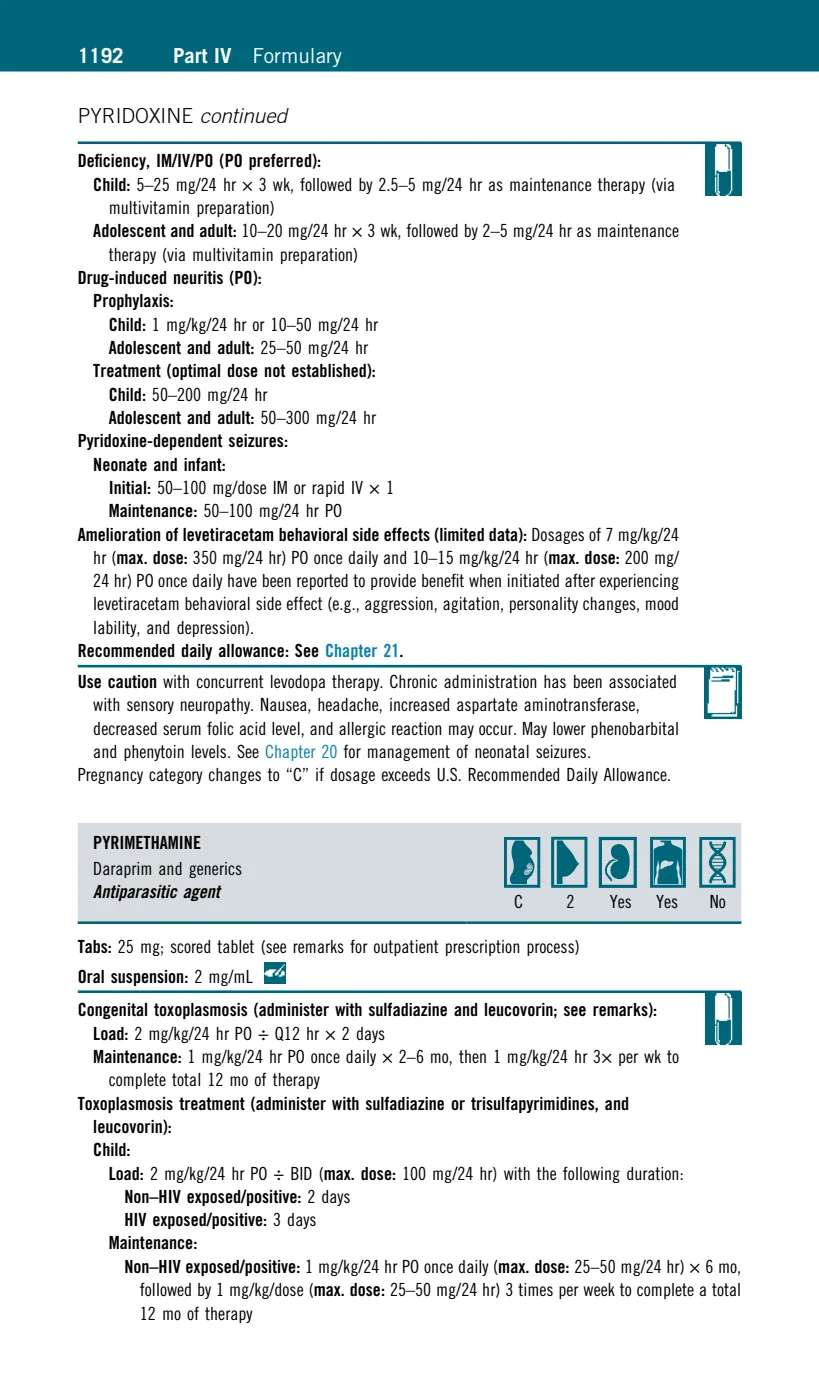 1192 Part IV Formulary
PYRIDOXINE continued
Deficiency, IM/IV/PO (PO preferred):
Child: 5–25 mg/24 hr × 3 wk, followed by 2.5–5 mg/24 hr as maintenance therapy (via
multivitamin preparation)
Adolescent and adult: 10–20 mg/24 hr × 3 wk, followed by 2–5 mg/24 hr as maintenance
therapy (via multivitamin preparation)
Drug-induced neuritis (PO):
Prophylaxis:
Child: 1 mg/kg/24 hr or 10–50 mg/24 hr
Adolescent and adult: 25–50 mg/24 hr
Treatment (optimal dose not established):
Child: 50–200 mg/24 hr
Adolescent and adult: 50–300 mg/24 hr
Pyridoxine-dependent seizures:
Neonate and infant:
Initial: 50–100 mg/dose IM or rapid IV × 1
Maintenance: 50–100 mg/24 hr PO
Amelioration of levetiracetam behavioral side effects (limited data): Dosages of 7 mg/kg/24
hr (max. dose: 350 mg/24 hr) PO once daily and 10–15 mg/kg/24 hr (max. dose: 200 mg/
24 hr) PO once daily have been reported to provide benefit when initiated after experiencing
levetiracetam behavioral side effect (e.g., aggression, agitation, personality changes, mood
lability, and depression).
Recommended daily allowance: See Chapter 21.
Use caution with concurrent levodopa therapy. Chronic administration has been associated
with sensory neuropathy. Nausea, headache, increased aspartate aminotransferase,
decreased serum folic acid level, and allergic reaction may occur. May lower phenobarbital
and phenytoin levels. See Chapter 20 for management of neonatal seizures.
Pregnancy category changes to “C” if dosage exceeds U.S. Recommended Daily Allowance.
PYRIMETHAMINE
Daraprim and generics
Antiparasitic agent
C 2 Yes Yes No
Tabs: 25 mg; scored tablet (see remarks for outpatient prescription process)
Oral suspension: 2 mg/mL
Congenital toxoplasmosis (administer with sulfadiazine and leucovorin; see remarks):
Load: 2 mg/kg/24 hr PO ÷ Q12 hr × 2 days
Maintenance: 1 mg/kg/24 hr PO once daily × 2–6 mo, then 1 mg/kg/24 hr 3× per wk to
complete total 12 mo of therapy
Toxoplasmosis treatment (administer with sulfadiazine or trisulfapyrimidines, and
leucovorin):
Child:
Load: 2 mg/kg/24 hr PO ÷ BID (max. dose: 100 mg/24 hr) with the following duration:
Non–HIV exposed/positive: 2 days
HIV exposed/positive: 3 days
Maintenance:
Non–HIV exposed/positive: 1 mg/kg/24 hr PO once daily (max. dose: 25–50 mg/24 hr) × 6 mo,
followed by 1 mg/kg/dose (max. dose: 25–50 mg/24 hr) 3 times per week to complete a total
12 mo of therapy